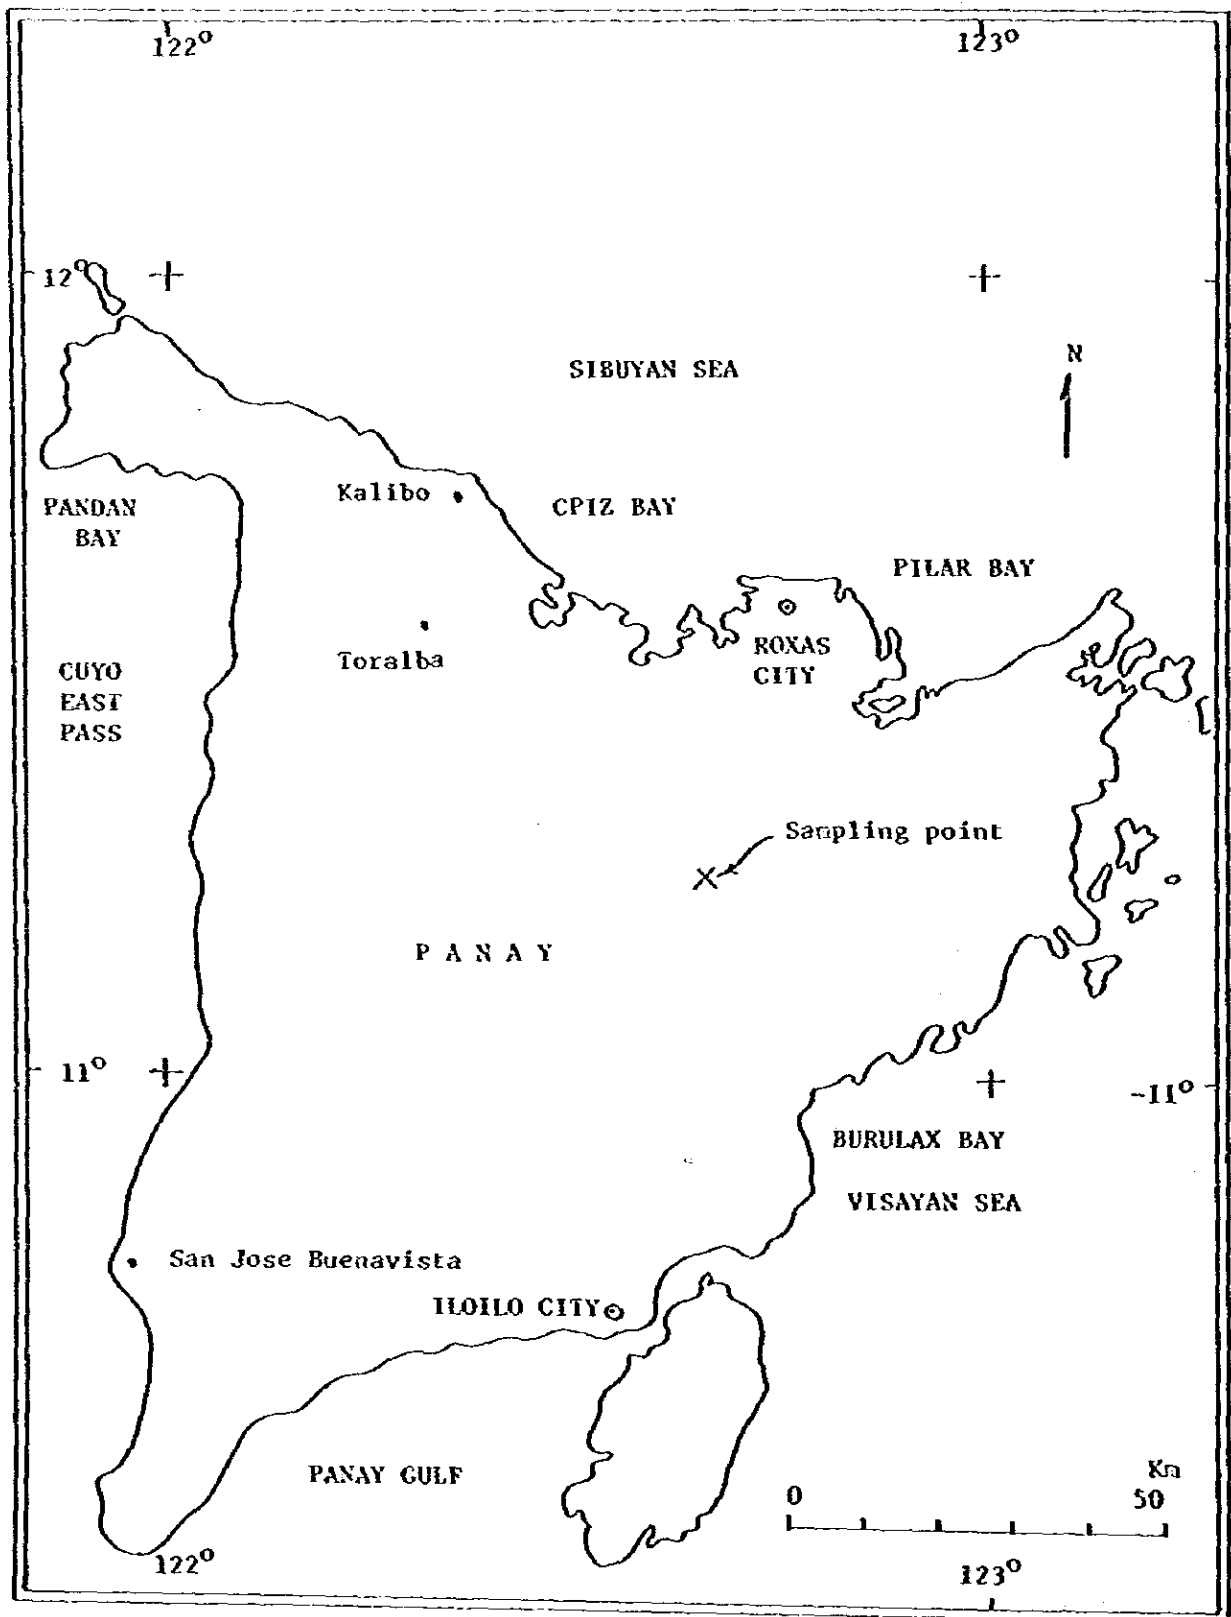 122°
123°
12°
SIBUYAN SEA
N
Kalibo
CPIZ BAY
PANDAN
BAY
PILAR BAY
Toralba
ROXAS
CITY
CUYO
EAST
PASS
Sampling point
PANAY
11°
-11°
BURULAX BAY
VISAYAN SEA
San Jose Buenavista
ILOILO CITY
PANAY GULF
Km
0
50
122°
123°